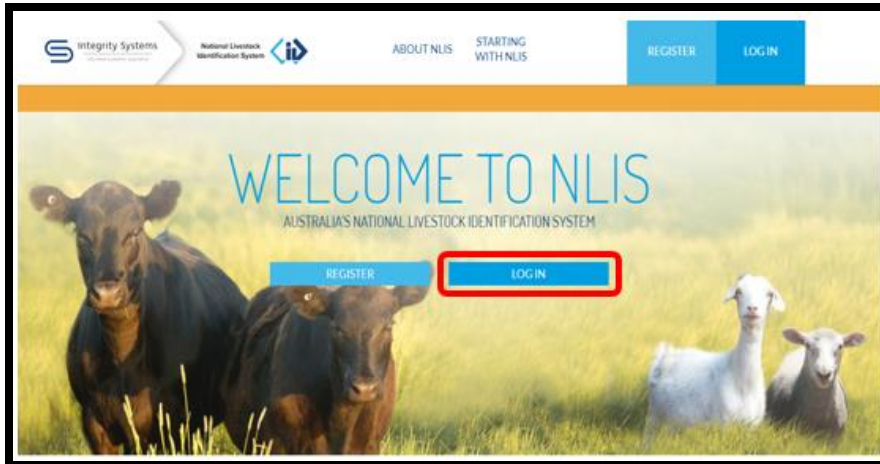 Integrity Systems
National Livestock
Identification System
ABOUT NLIS
STARTING
WITH NLIS
REGISTER
LOG IN
WELCOME TO NLIS
AUSTRALIA'S NATIONAL LIVESTOCK IDENTIFICATION SYSTEM
REGISTER
LOG IN